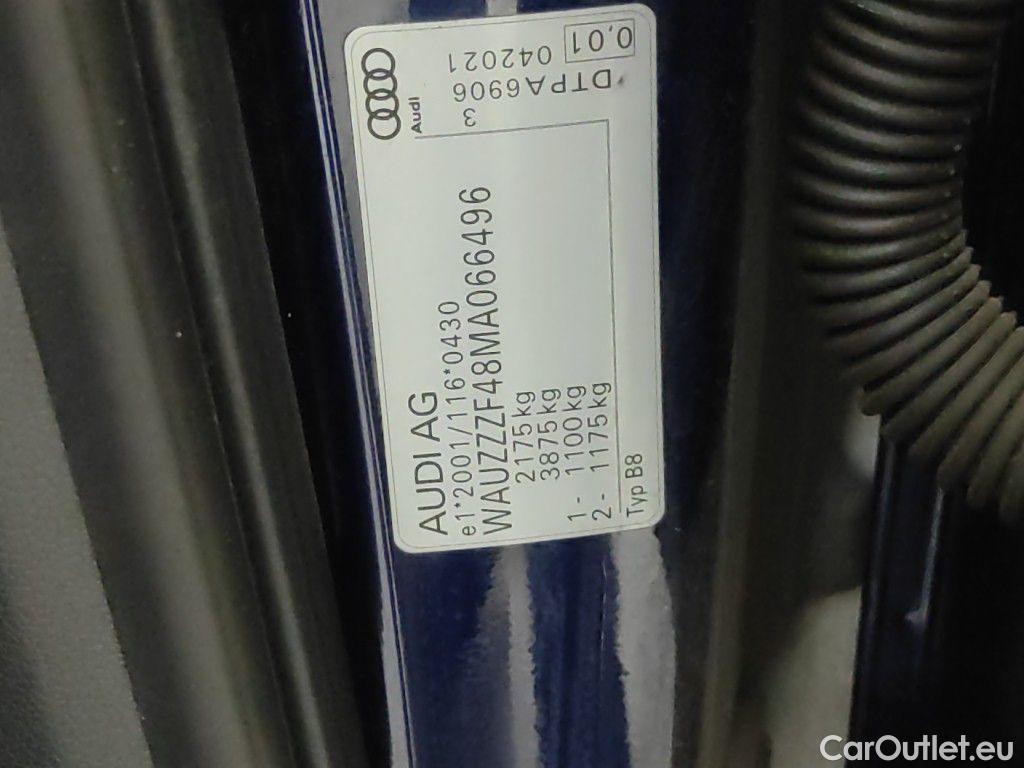 AUDI AG
e1*2001/116*0430
WAUZZZF48MA066496
2175kg
3875kg
1 - 1100kg
2 - 1175kg
Typ B8
Audi
3
DTPA6906
042021
0,01
CarOutlet.eu